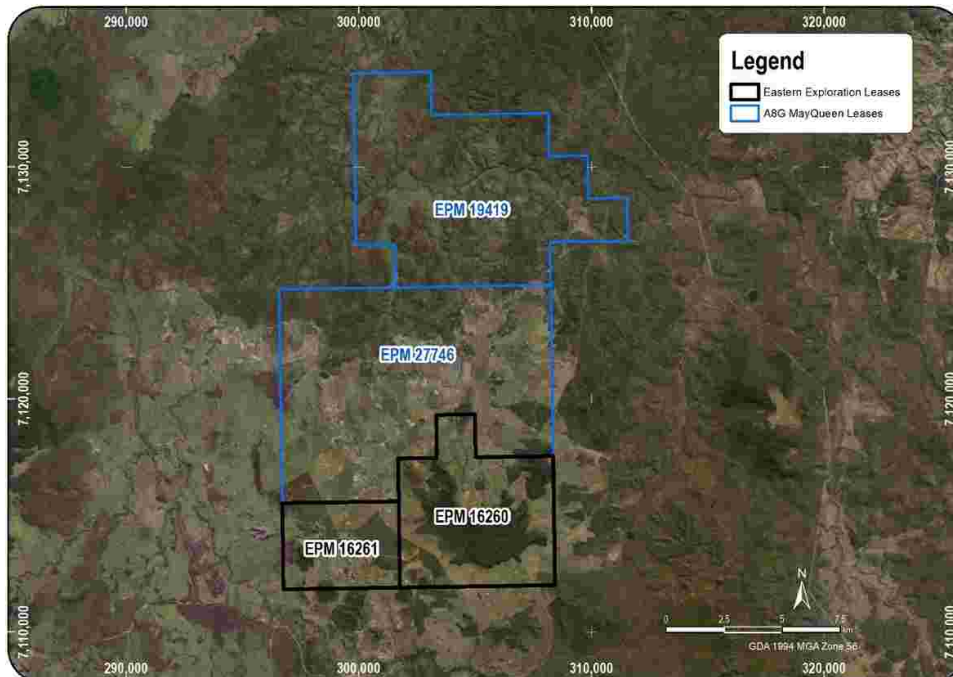 290,000
300,000
310,000
320,000
Legend
Eastern Exploration Leases
A8G MayQueen Leases
7,130,000
7,130,000
EPM 19419
EPM 27746
7,120,000
7,120,000
EPM 16260
EPM 16261
N
0 2.5 5 7.5
km
7,110,000
7,110,000
GDA 1994 MGA Zone 56
290,000
300,000
310,000
320,000